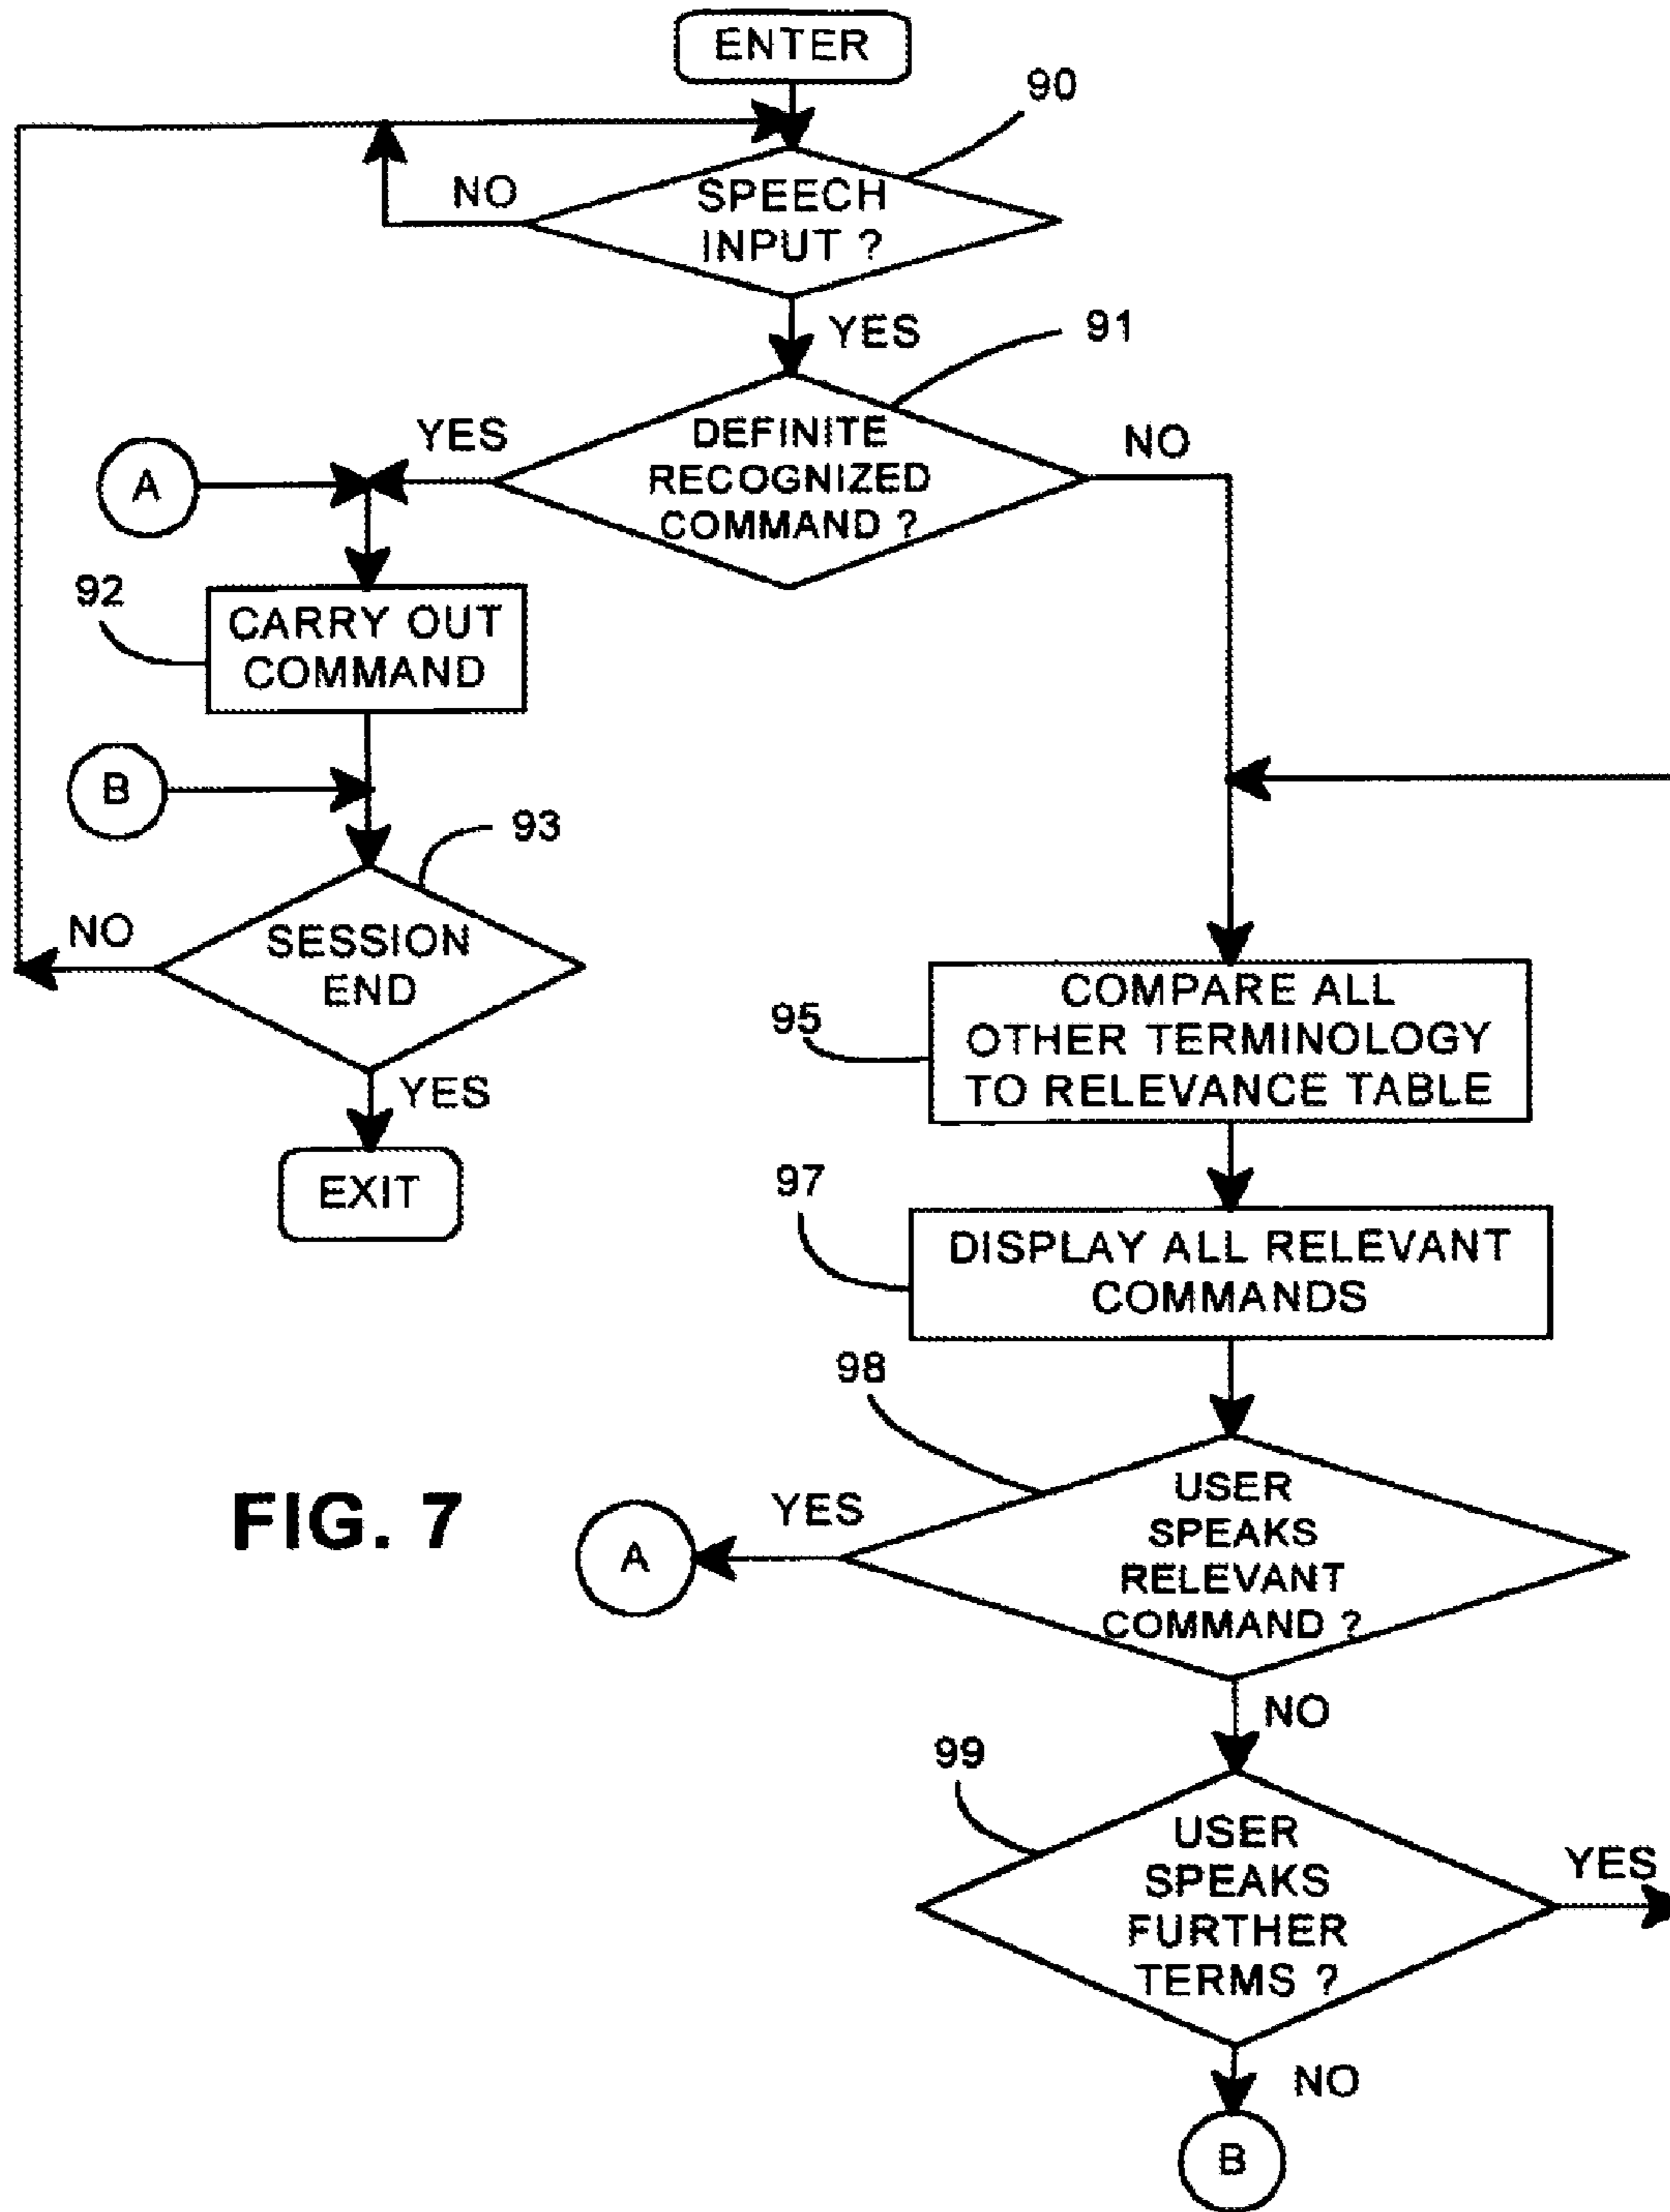 ENTER
90
SPEECH
INPUT ?
NO
YES
91
DEFINITE
RECOGNIZED
COMMAND ?
YES
NO
A
92
CARRY OUT
COMMAND
B
93
SESSION
END
NO
YES
EXIT
95
COMPARE ALL
OTHER TERMINOLOGY
TO RELEVANCE TABLE
97
DISPLAY ALL RELEVANT
COMMANDS
98
USER
SPEAKS
RELEVANT
COMMAND ?
YES
A
NO
FIG. 7
99
USER
SPEAKS
FURTHER
TERMS ?
YES
NO
B